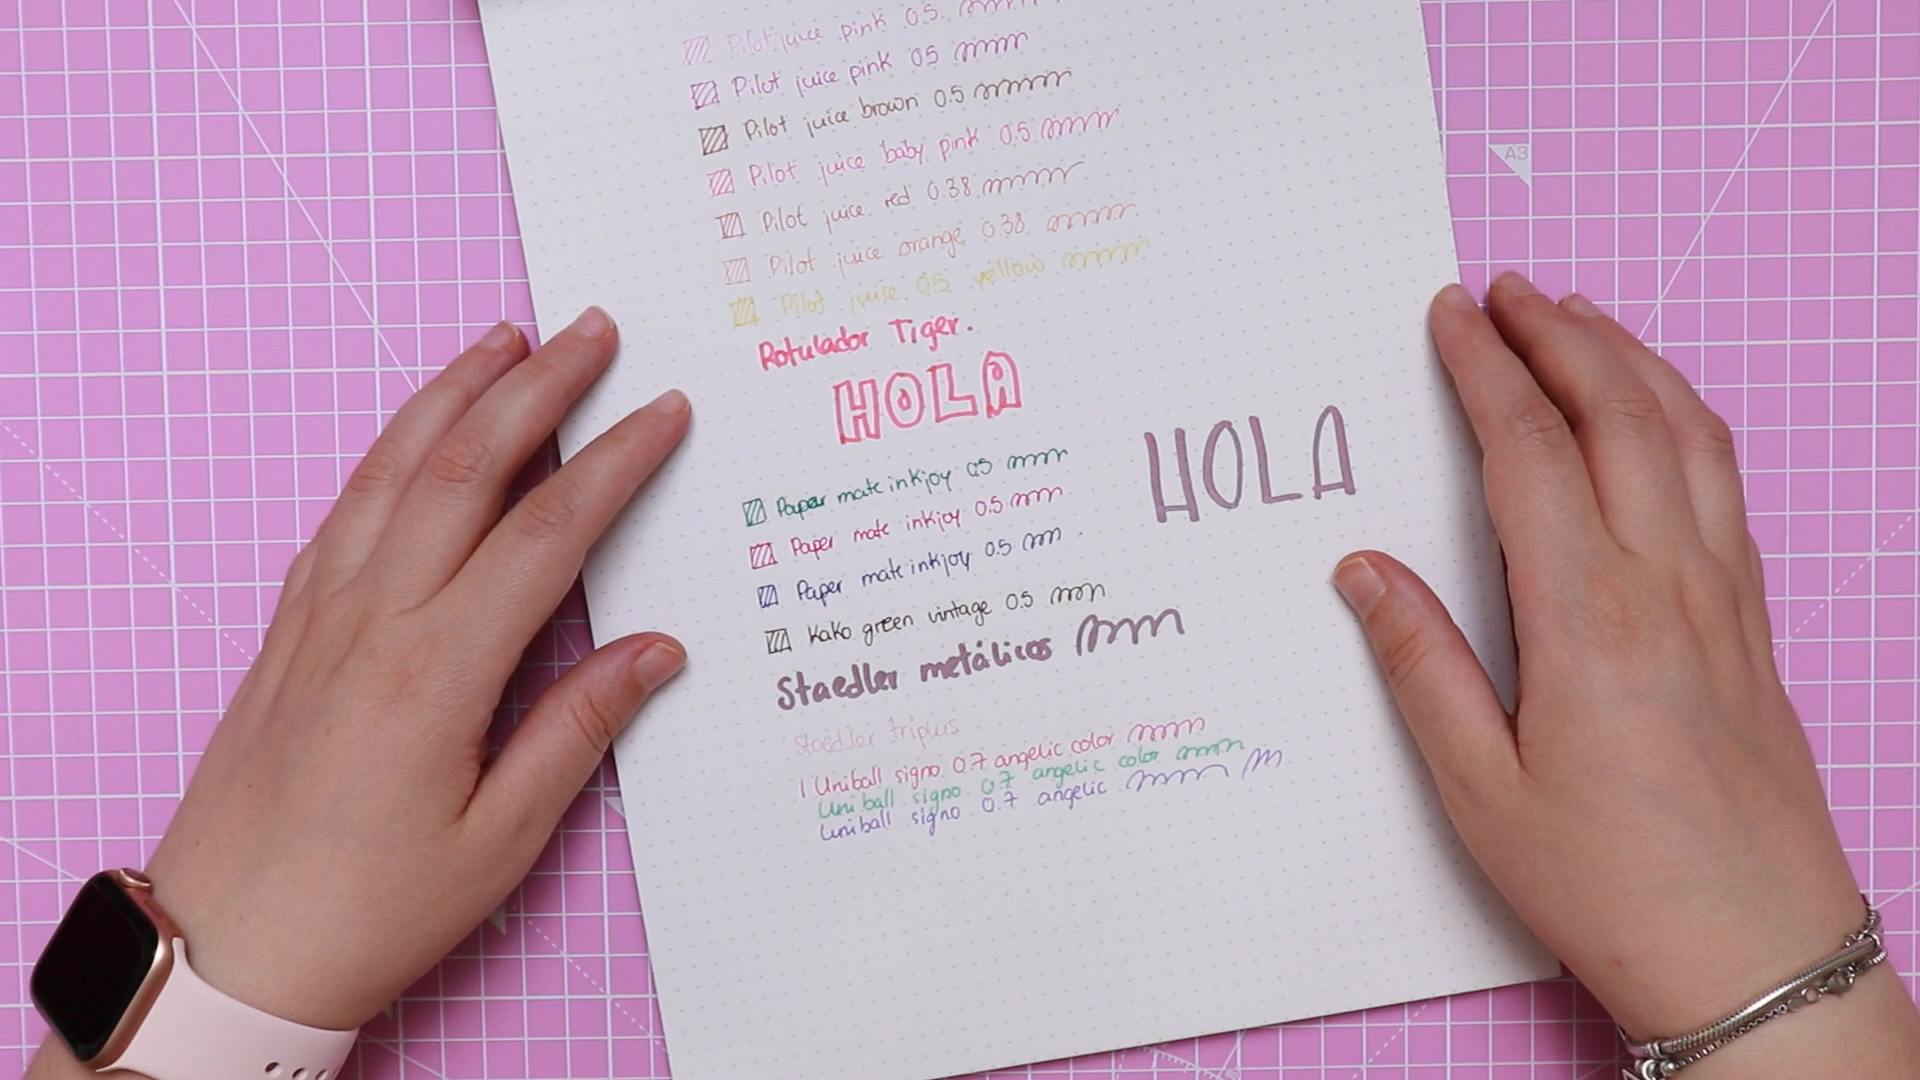 Pilot juice pink 0.5.
Pilot juice pink 0.5
Pilot juice brown 0.5
Pilot juice baby pink 0.5
Pilot juice red 0.38
Pilot juice orange 0.38
Pilot juice 0.5 yellow
Rotulador Tiger.
HOLA
Paper mate inkjoy 0.5
Paper mate inkjoy 0.5
Paper mate inkjoy 0.5
HOLA
Kako green vintage 0.5
Staedler metálicos
staedler triplus
Uniball signo 0.7 angelic color
Uniball signo 0.7 angelic color
Uniball signo 0.7 angelic
A3